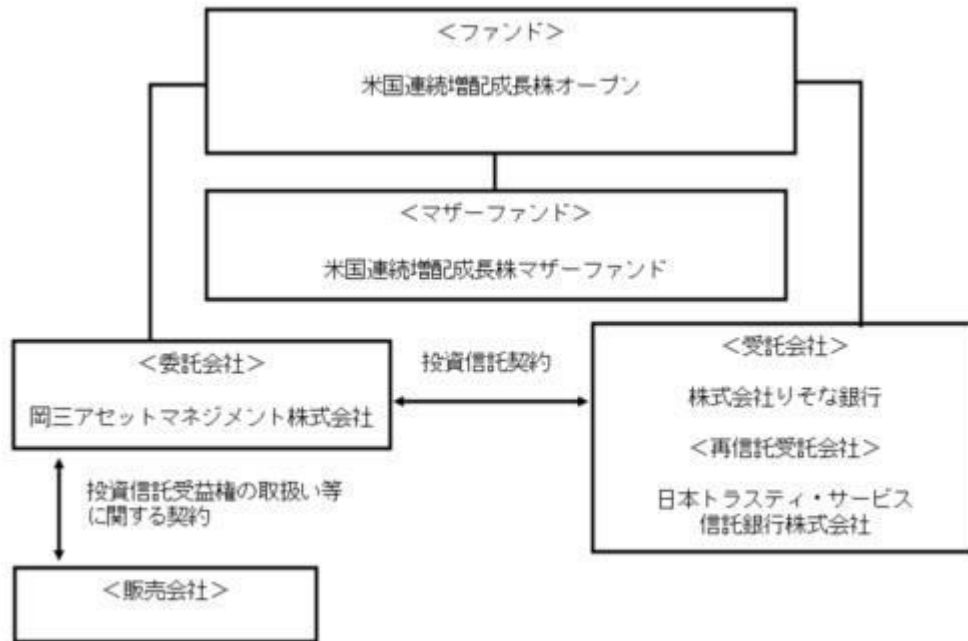 ＜ファンド＞
米国連続増配成長株オープン
＜マザーファンド＞
米国連続増配成長株マザーファンド
＜委託会社＞
岡三アセットマネジメント株式会社
投資信託契約
＜受託会社＞
株式会社りそな銀行
＜再信託受託会社＞
日本トラスティ・サービス
信託銀行株式会社
投資信託受益権の取扱い等
に関する契約
＜販売会社＞